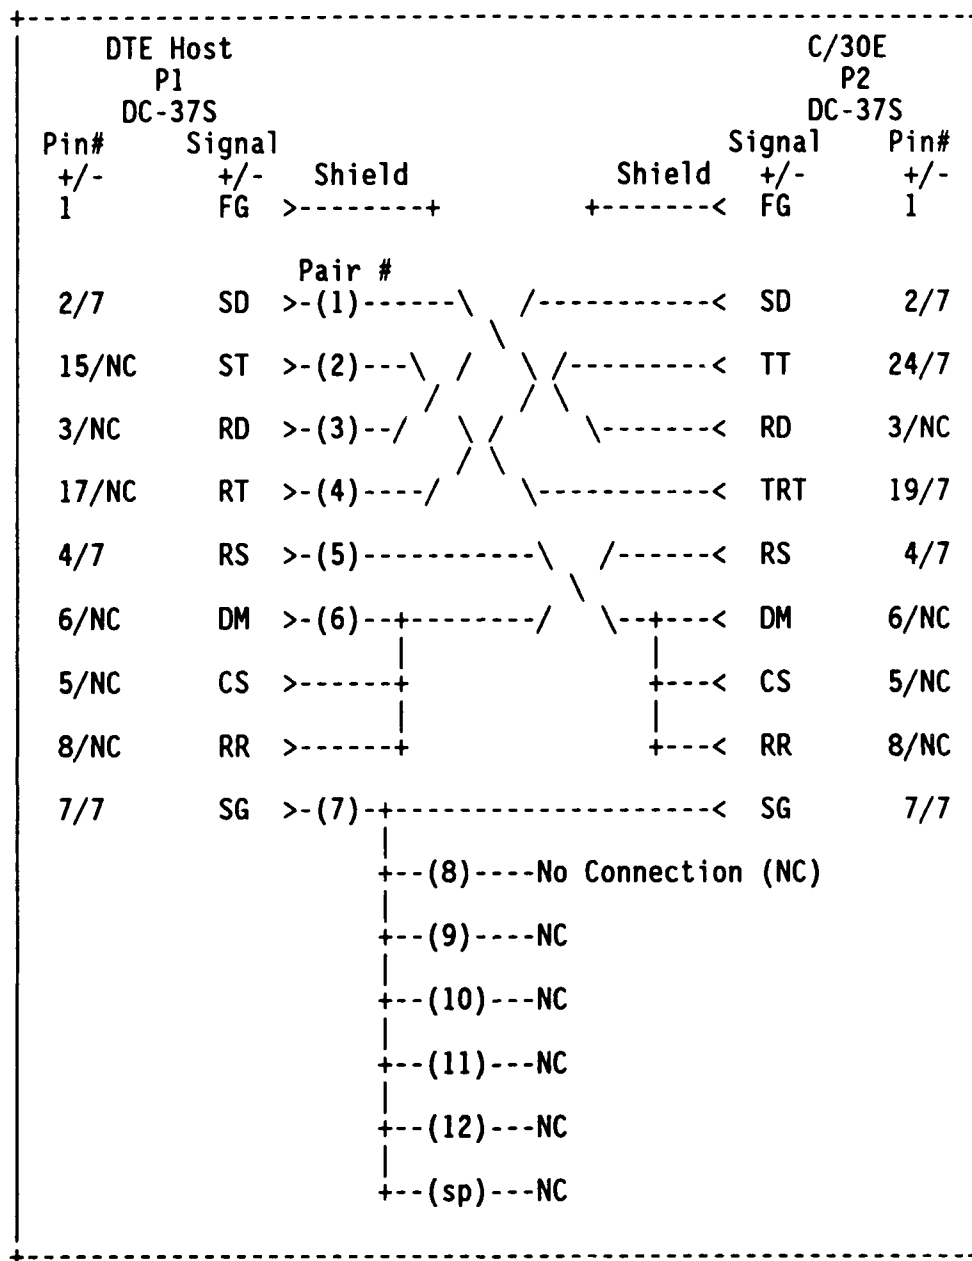 DTE Host C/30E
P1 P2
DC-37S DC-37S
Pin# Signal Signal Pin#
+/- +/- Shield Shield +/- +/-
1 FG >--------+ +-------< FG 1
Pair #
2/7 SD >-(1)------\ /-----------< SD 2/7
15/NC ST >-(2)---\ / \ /---------< TT 24/7
3/NC RD >-(3)--/ \ / \-------< RD 3/NC
17/NC RT >-(4)----/ \-----------< TRT 19/7
4/7 RS >-(5)-----------\ /------< RS 4/7
6/NC DM >-(6)--+--------/ \--+---< DM 6/NC
5/NC CS >------+ +---< CS 5/NC
8/NC RR >------+ +---< RR 8/NC
7/7 SG >-(7)-+---------------------< SG 7/7
+--(8)----No Connection (NC)
+--(9)----NC
+--(10)---NC
+--(11)---NC
+--(12)---NC
+--(sp)---NC